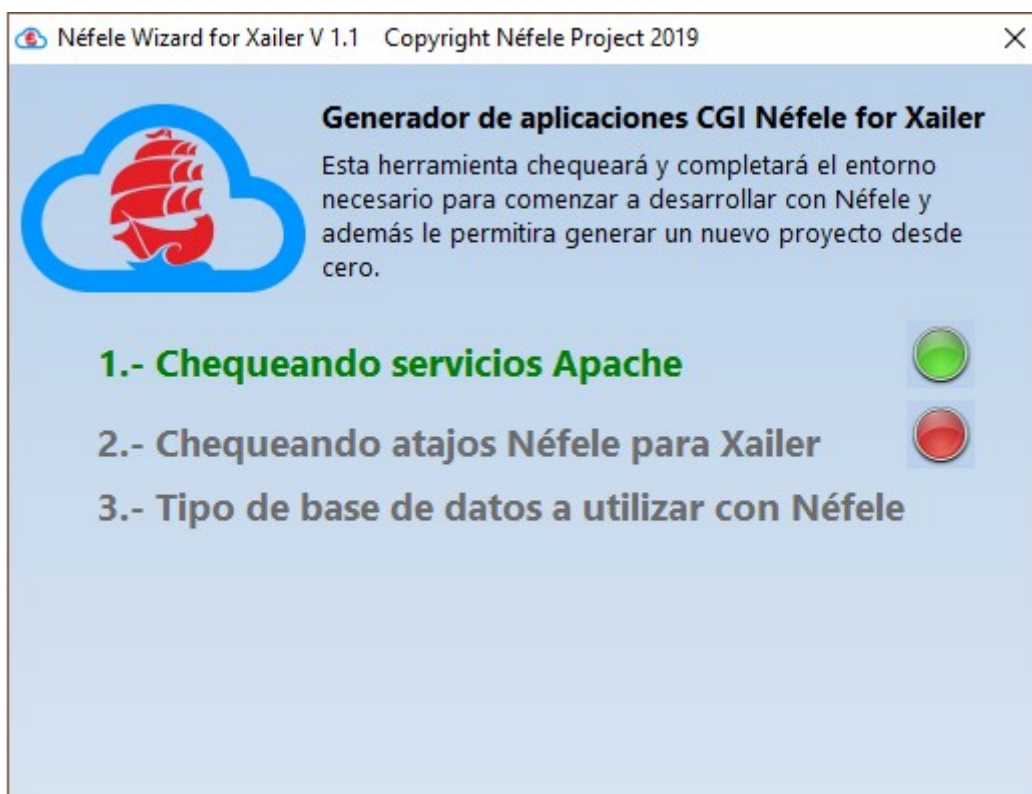 Néfele Wizard for Xailer V 1.1 Copyright Néfele Project 2019
Generador de aplicaciones CGI Néfele for Xailer
Esta herramienta chequeará y completará el entorno
necesario para comenzar a desarrollar con Néfele y
además le permitira generar un nuevo proyecto desde
cero.
1.- Chequeando servicios Apache
2.- Chequeando atajos Néfele para Xailer
3.- Tipo de base de datos a utilizar con Néfele